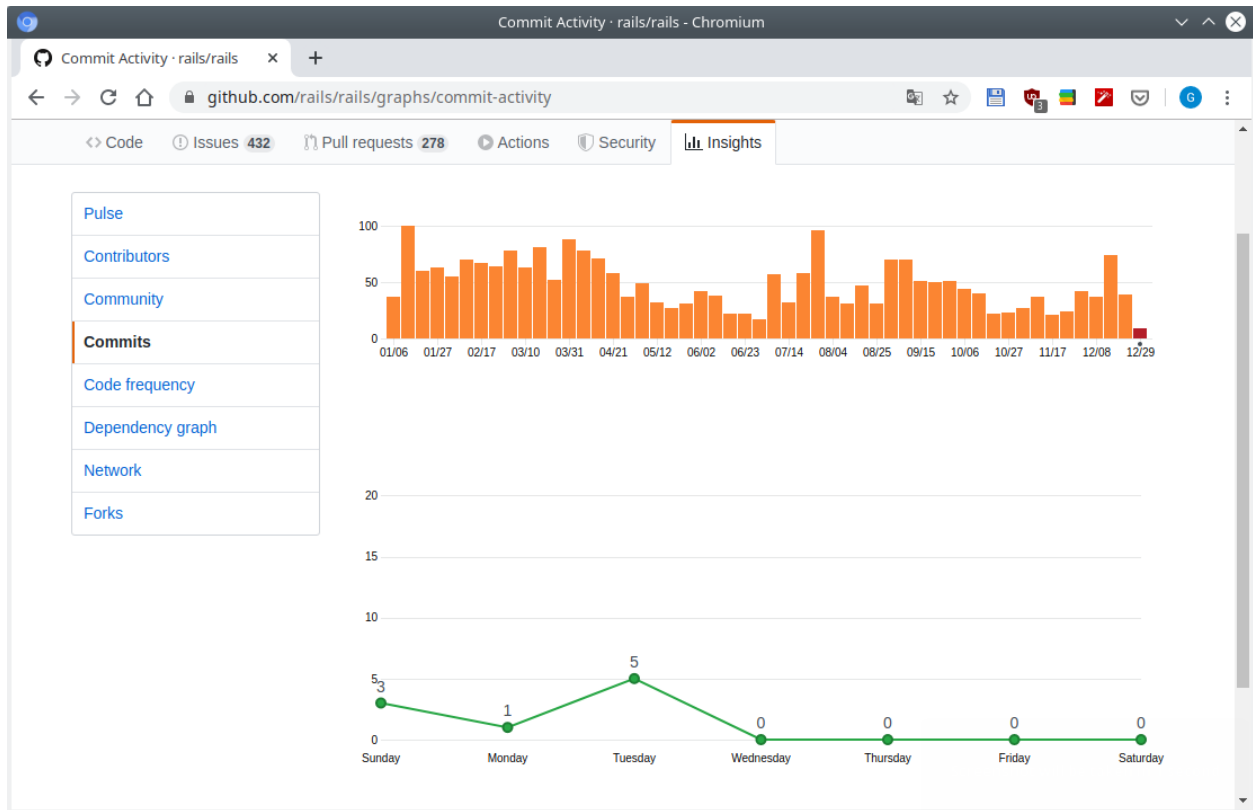 Commit Activity · rails/rails - Chromium
Commit Activity · rails/rails
github.com/rails/rails/graphs/commit-activity
3
G
Code Issues 432 Pull requests 278 Actions Security Insights
Pulse
Contributors
Community
Commits
Code frequency
Dependency graph
Network
Forks
100
50
0
01/06 01/27 02/17 03/10 03/31 04/21 05/12 06/02 06/23 07/14 08/04 08/25 09/15 10/06 10/27 11/17 12/08 12/29
20
15
10
5
0
3 1 5 0 0 0 0
Sunday Monday Tuesday Wednesday Thursday Friday Saturday